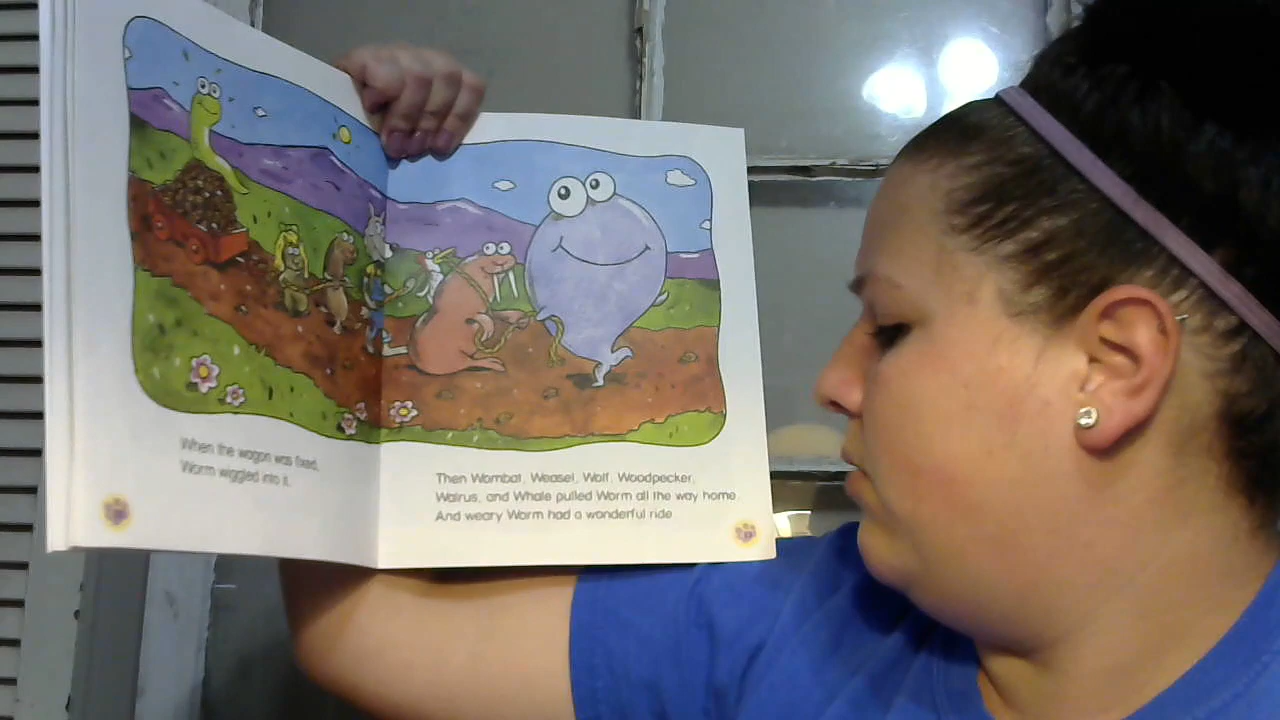 When the wagon was fixed,
Worm wiggled into it.
Then Wombat, Weasel, Wolf, Woodpecker,
Walrus, and Whale pulled Worm all the way home.
And weary Worm had a wonderful ride.